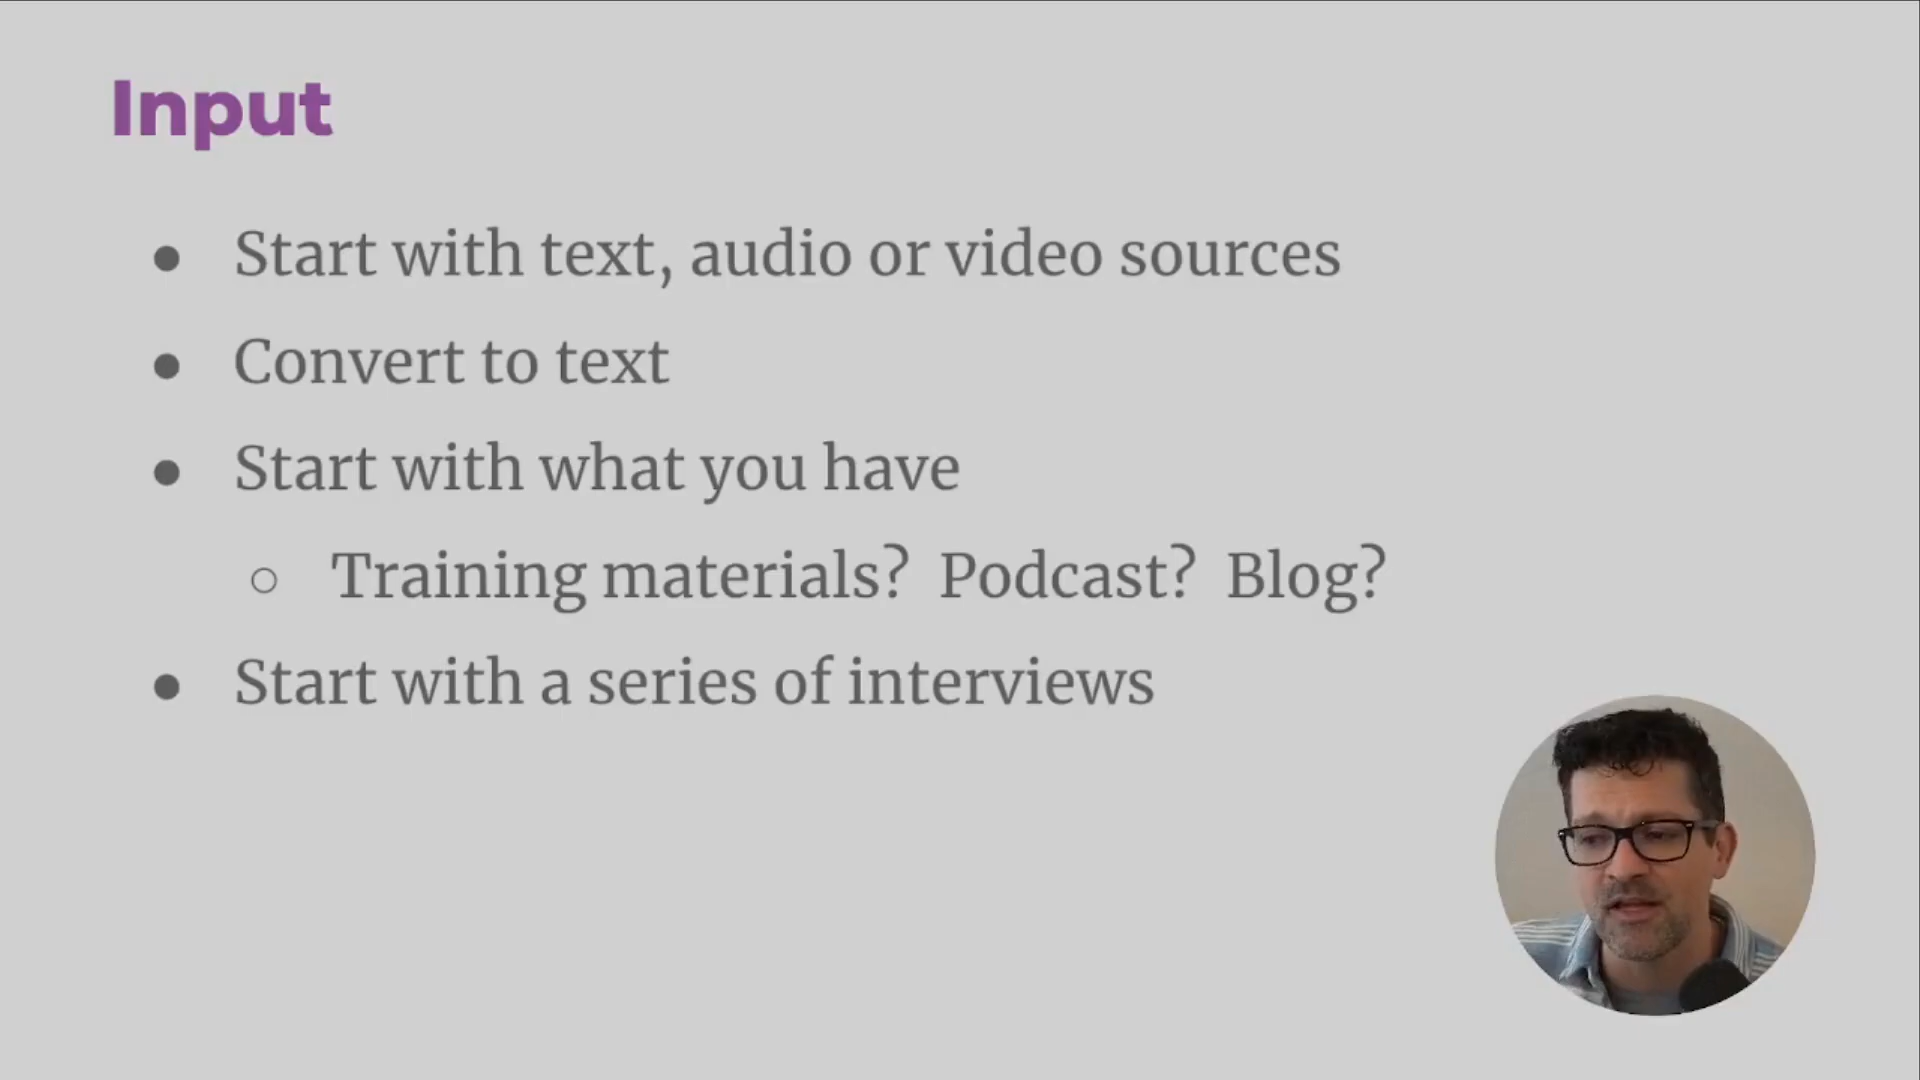 Input
● Start with text, audio or video sources
● Convert to text
● Start with what you have
○ Training materials?  Podcast?  Blog?
● Start with a series of interviews